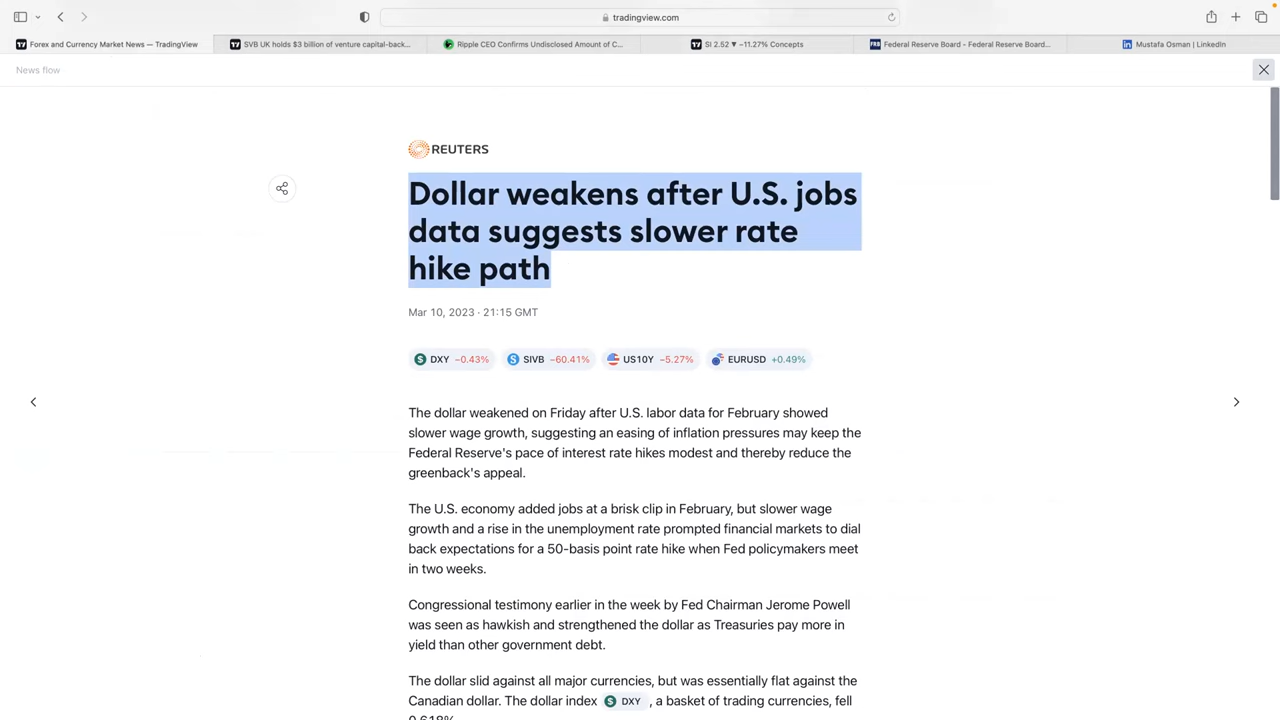 tradingview.com
Forex and Currency Market News — TradingView
SVB UK holds $3 billion of venture capital-back...
Ripple CEO Confirms Undisclosed Amount of C...
SI 2.52 ▼ −11.27% Concepts
Federal Reserve Board - Federal Reserve Board...
Mustafa Osman | LinkedIn
News flow
REUTERS
Dollar weakens after U.S. jobs
data suggests slower rate
hike path
Mar 10, 2023 · 21:15 GMT
DXY −0.43% SIVB −60.41% US10Y −5.27% EURUSD +0.49%
The dollar weakened on Friday after U.S. labor data for February showed
slower wage growth, suggesting an easing of inflation pressures may keep the
Federal Reserve's pace of interest rate hikes modest and thereby reduce the
greenback's appeal.
The U.S. economy added jobs at a brisk clip in February, but slower wage
growth and a rise in the unemployment rate prompted financial markets to dial
back expectations for a 50-basis point rate hike when Fed policymakers meet
in two weeks.
Congressional testimony earlier in the week by Fed Chairman Jerome Powell
was seen as hawkish and strengthened the dollar as Treasuries pay more in
yield than other government debt.
The dollar slid against all major currencies, but was essentially flat against the
Canadian dollar. The dollar index DXY , a basket of trading currencies, fell
0.618%